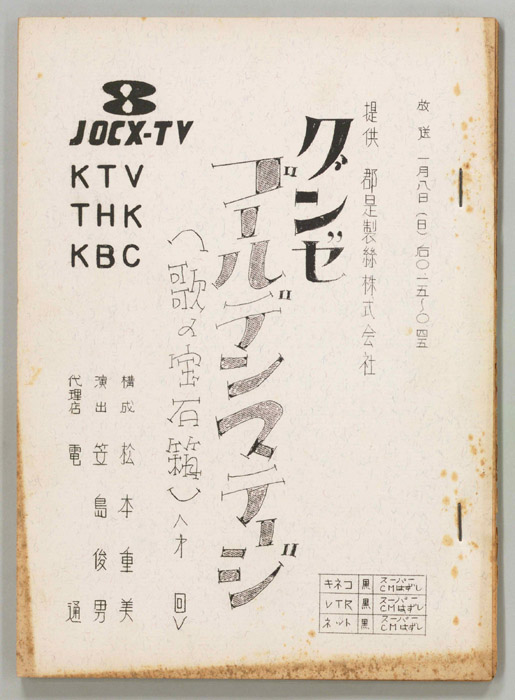 放送 一月八日(日)后〇・一五〜〇・四五
提供 郡是製絲株式会社
グンゼ
ゴールデンステージ
(歌の宝石箱)〈オ 回〉
8
JOCX-TV
KTV
THK
KBC
構成 松本重美
演出 笠島俊男
代理店 電通
キネコ 黒 スーパーCMはずし
VTR 黒 スーパーCMはずし
ネット 黒 スーパーCMはずし